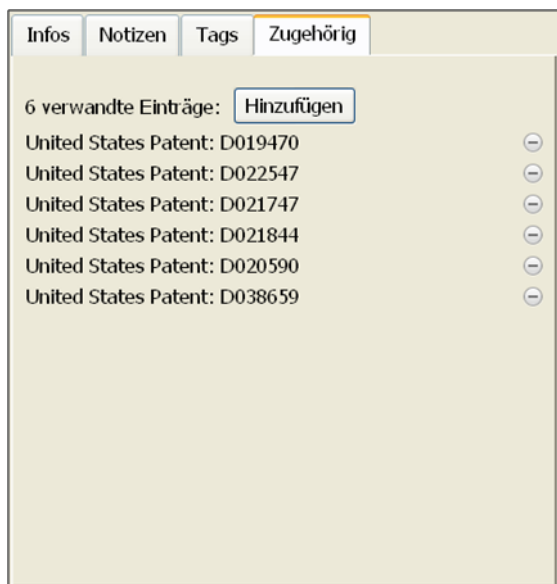 Infos Notizen Tags Zugehörig
6 verwandte Einträge: Hinzufügen
United States Patent: D019470
United States Patent: D022547
United States Patent: D021747
United States Patent: D021844
United States Patent: D020590
United States Patent: D038659